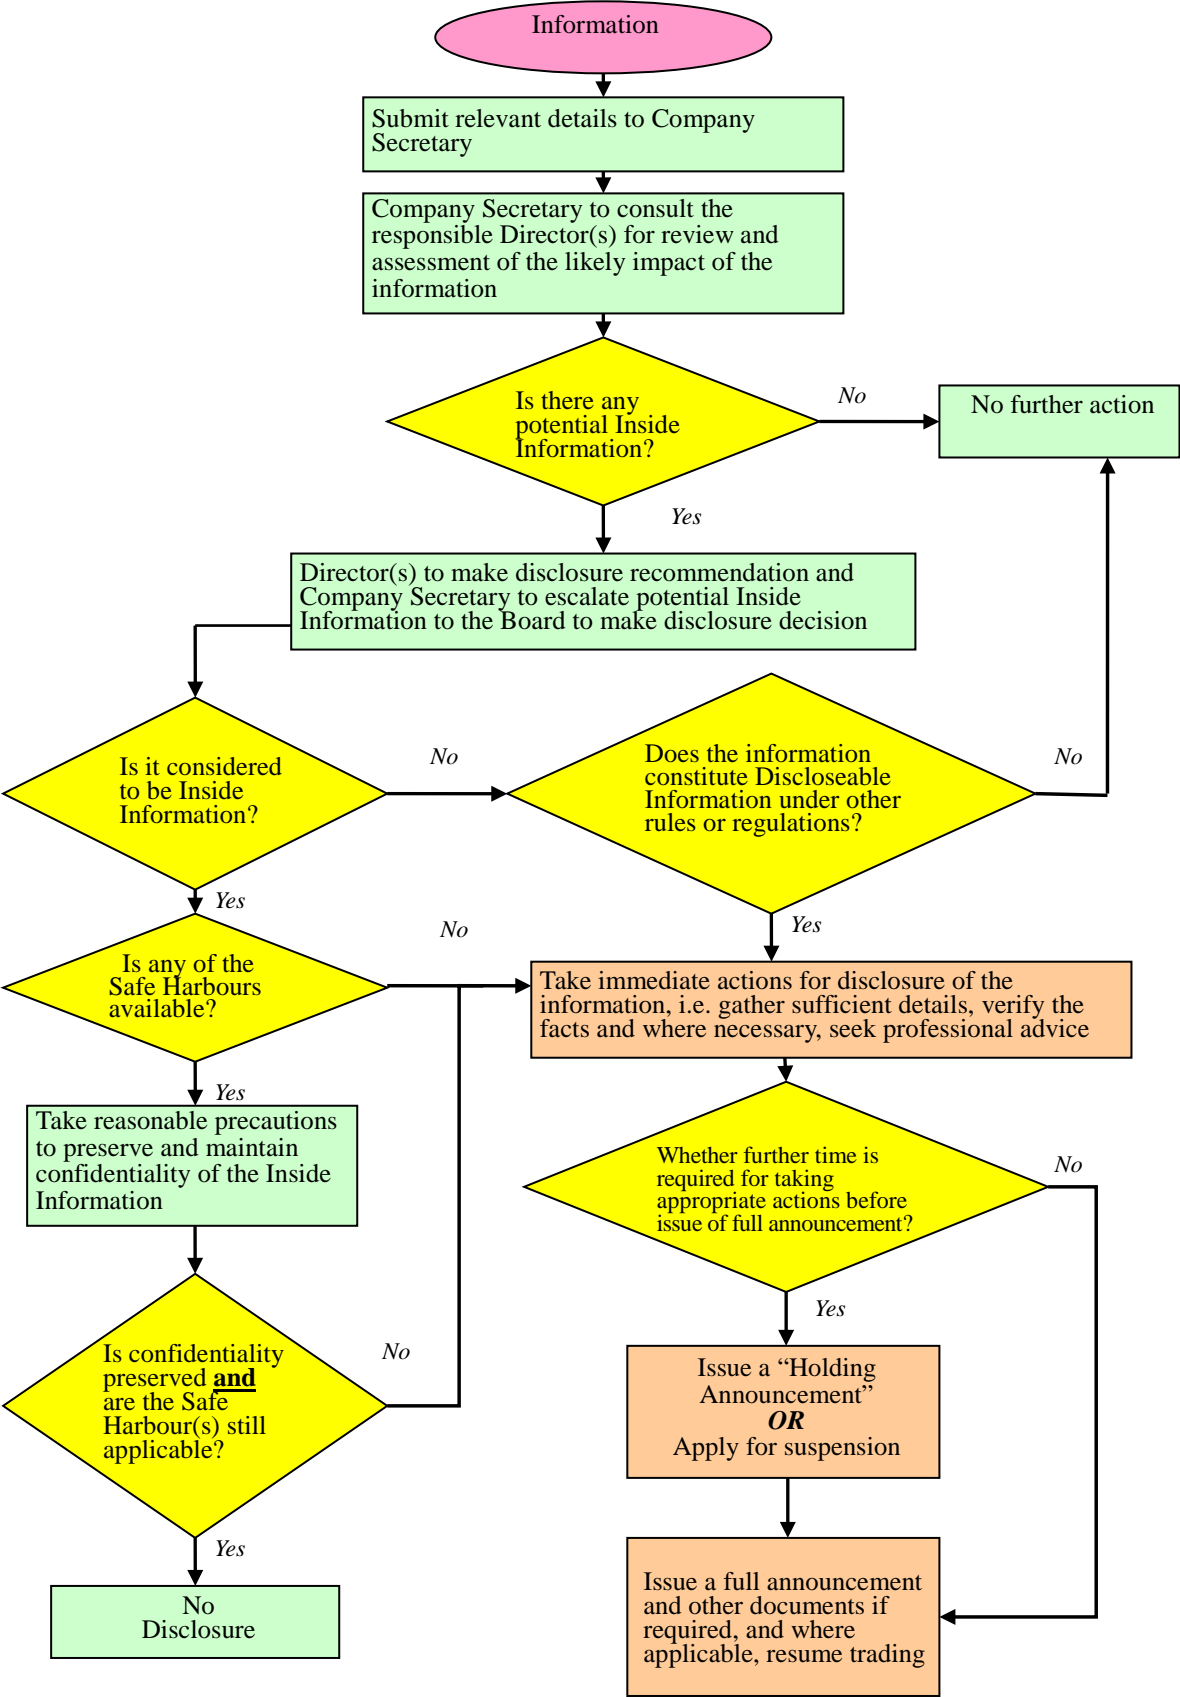 Information
Submit relevant details to Company
Secretary
Company Secretary to consult the
responsible Director(s) for review and
assessment of the likely impact of the
information
Is there any
potential Inside
Information?
No
No further action
Yes
Director(s) to make disclosure recommendation and
Company Secretary to escalate potential Inside
Information to the Board to make disclosure decision
Is it considered
to be Inside
Information?
No
Does the information
constitute Discloseable
Information under other
rules or regulations?
No
Yes
Yes
Is any of the
Safe Harbours
available?
No
Take immediate actions for disclosure of the
information, i.e. gather sufficient details, verify the
facts and where necessary, seek professional advice
Yes
Take reasonable precautions
to preserve and maintain
confidentiality of the Inside
Information
Whether further time is
required for taking
appropriate actions before
issue of full announcement?
No
Yes
Is confidentiality
preserved and
are the Safe
Harbour(s) still
applicable?
No
Issue a “Holding
Announcement”
OR
Apply for suspension
Yes
No
Disclosure
Issue a full announcement
and other documents if
required, and where
applicable, resume trading